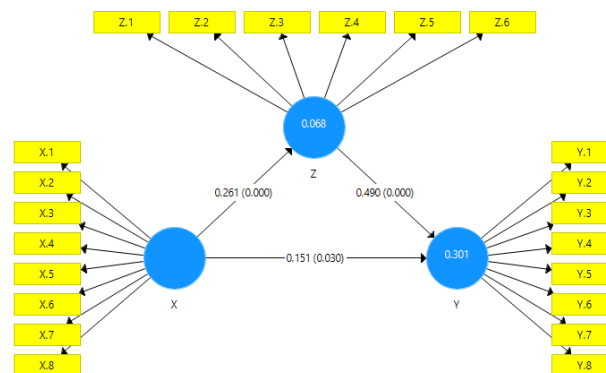 Z.1 Z.2 Z.3 Z.4 Z.5 Z.6
0.068
Z
X.1
X.2
X.3
X.4
X.5
X.6
X.7
X.8
0.261 (0.000)
0.490 (0.000)
0.151 (0.030)
X
0.301
Y
Y.1
Y.2
Y.3
Y.4
Y.5
Y.6
Y.7
Y.8